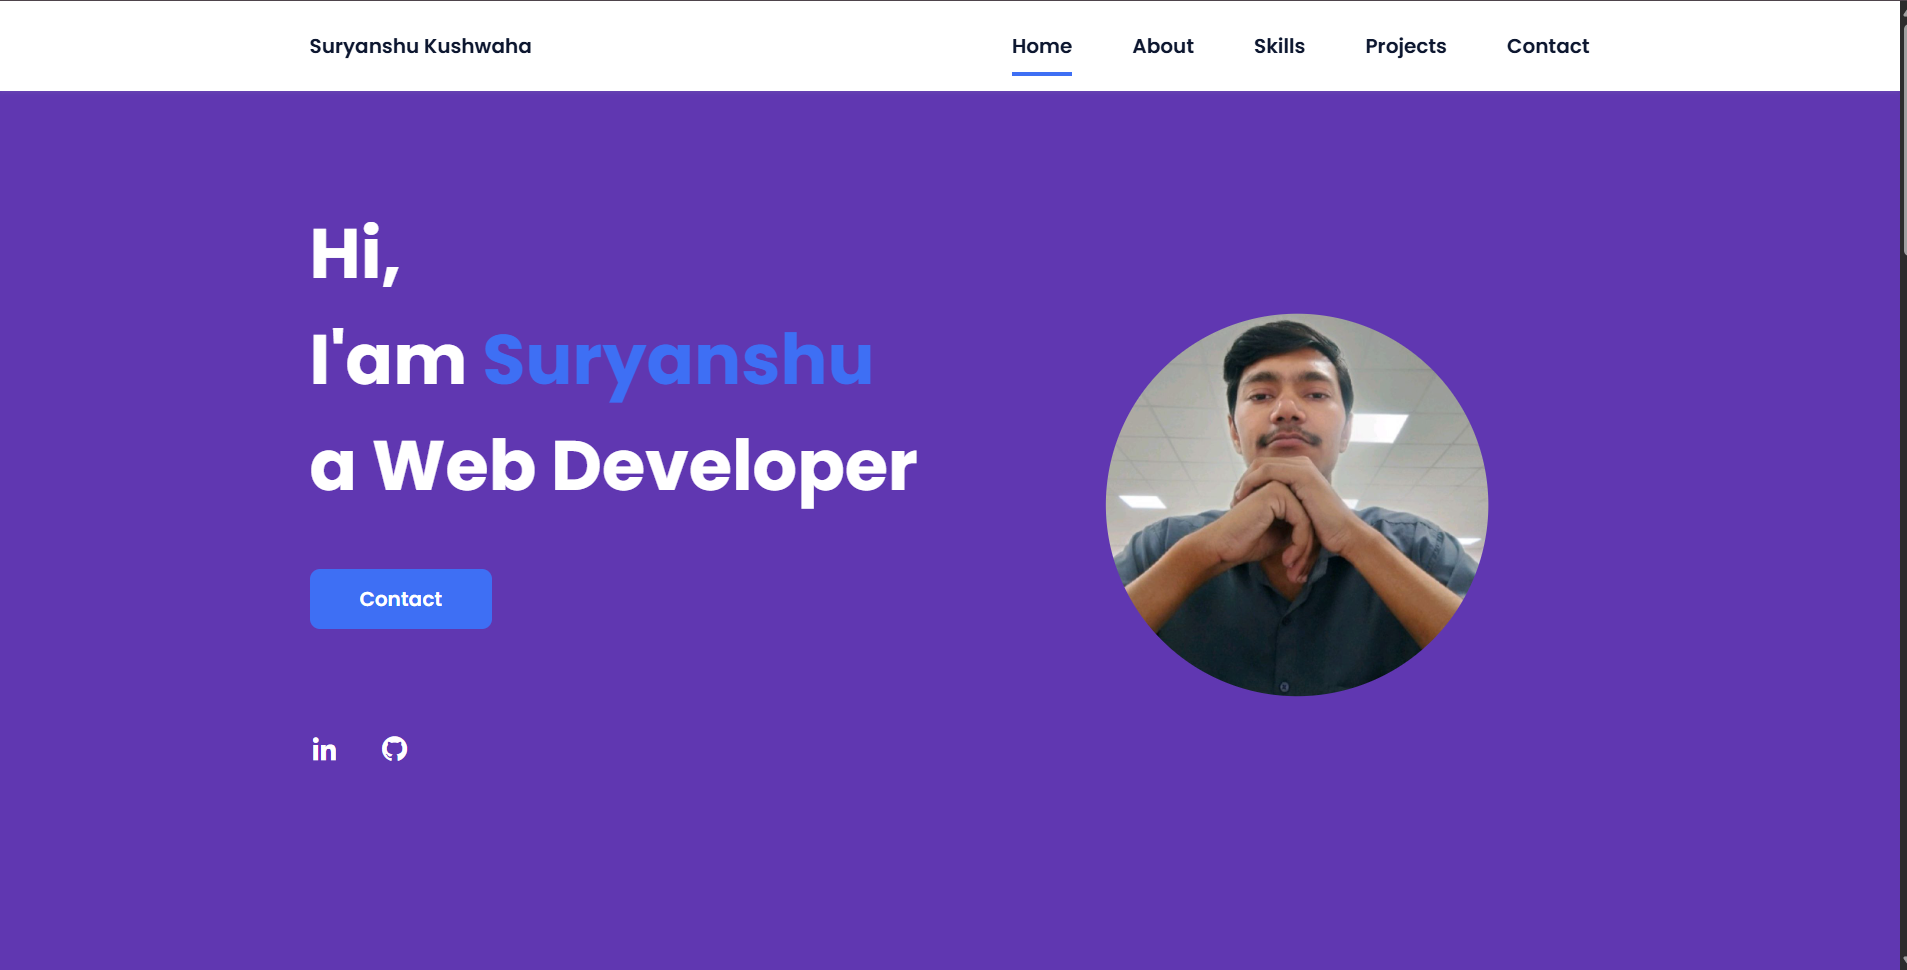 Suryanshu Kushwaha
Home About Skills Projects Contact
Hi,
I'am Suryanshu
a Web Developer
Contact
in